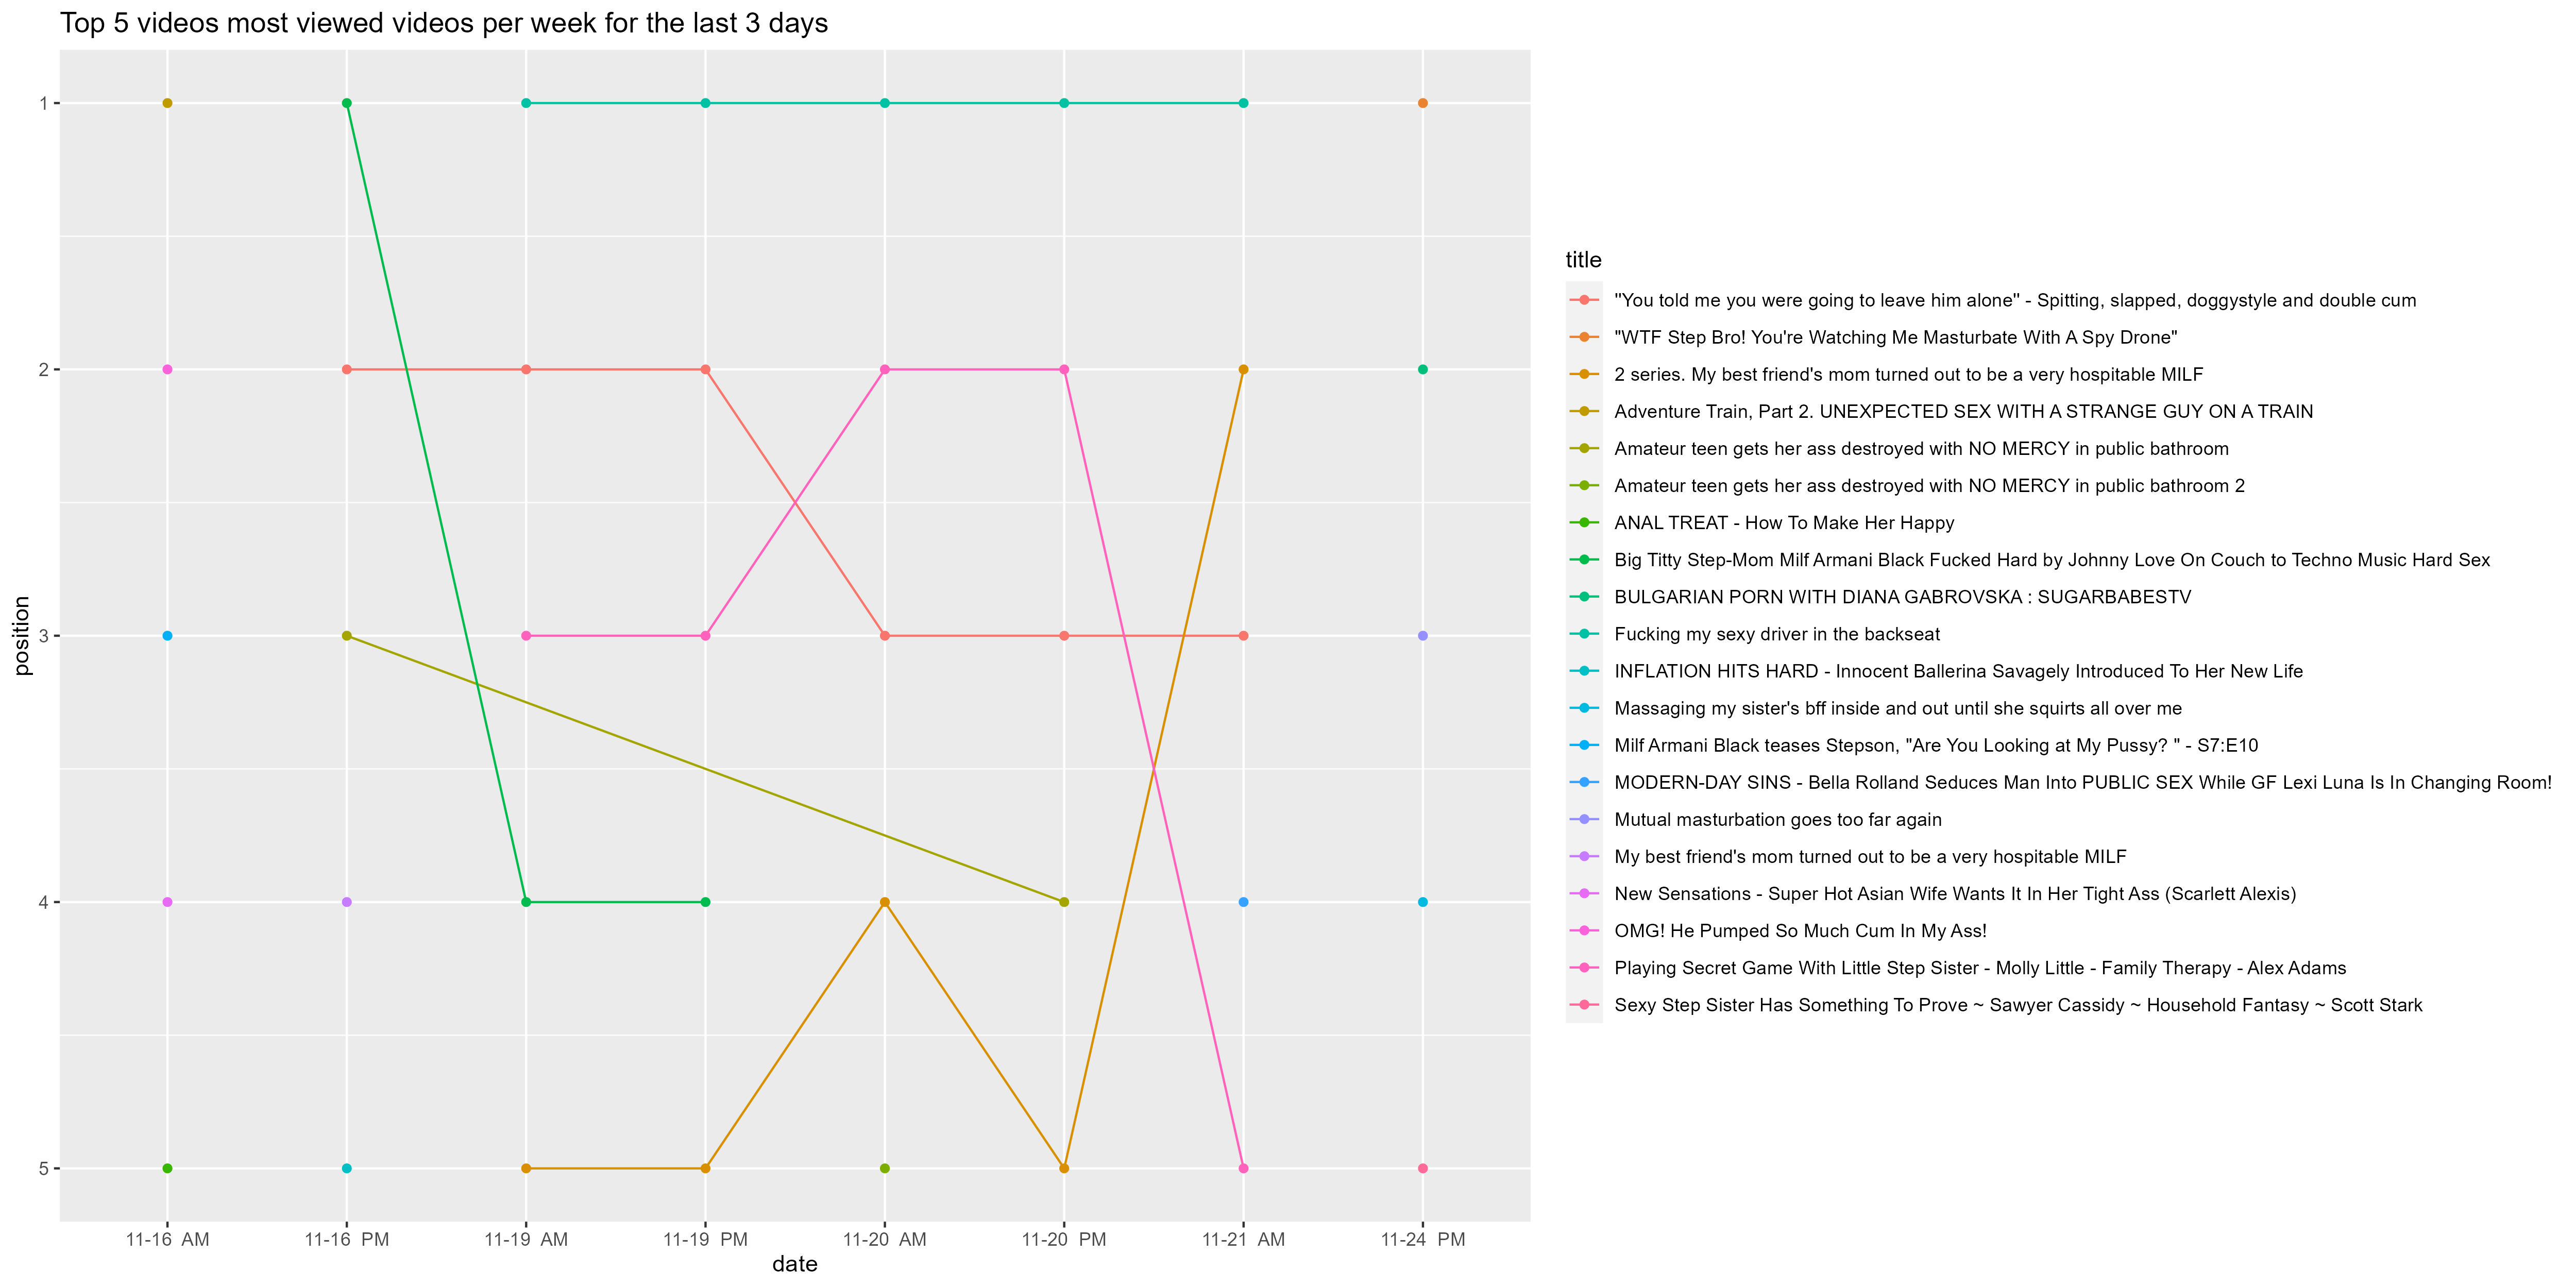 Top 5 videos most viewed videos per week for the last 3 days
position
1
2
3
4
5
11-16 AM
11-16 PM
11-19 AM
11-19 PM
11-20 AM
11-20 PM
11-21 AM
11-24 PM
date
title
"You told me you were going to leave him alone" - Spitting, slapped, doggystyle and double cum
"WTF Step Bro! You're Watching Me Masturbate With A Spy Drone"
2 series. My best friend's mom turned out to be a very hospitable MILF
Adventure Train, Part 2. UNEXPECTED SEX WITH A STRANGE GUY ON A TRAIN
Amateur teen gets her ass destroyed with NO MERCY in public bathroom
Amateur teen gets her ass destroyed with NO MERCY in public bathroom 2
ANAL TREAT - How To Make Her Happy
Big Titty Step-Mom Milf Armani Black Fucked Hard by Johnny Love On Couch to Techno Music Hard Sex
BULGARIAN PORN WITH DIANA GABROVSKA : SUGARBABESTV
Fucking my sexy driver in the backseat
INFLATION HITS HARD - Innocent Ballerina Savagely Introduced To Her New Life
Massaging my sister's bff inside and out until she squirts all over me
Milf Armani Black teases Stepson, "Are You Looking at My Pussy? " - S7:E10
MODERN-DAY SINS - Bella Rolland Seduces Man Into PUBLIC SEX While GF Lexi Luna Is In Changing Room!
Mutual masturbation goes too far again
My best friend's mom turned out to be a very hospitable MILF
New Sensations - Super Hot Asian Wife Wants It In Her Tight Ass (Scarlett Alexis)
OMG! He Pumped So Much Cum In My Ass!
Playing Secret Game With Little Step Sister - Molly Little - Family Therapy - Alex Adams
Sexy Step Sister Has Something To Prove ~ Sawyer Cassidy ~ Household Fantasy ~ Scott Stark